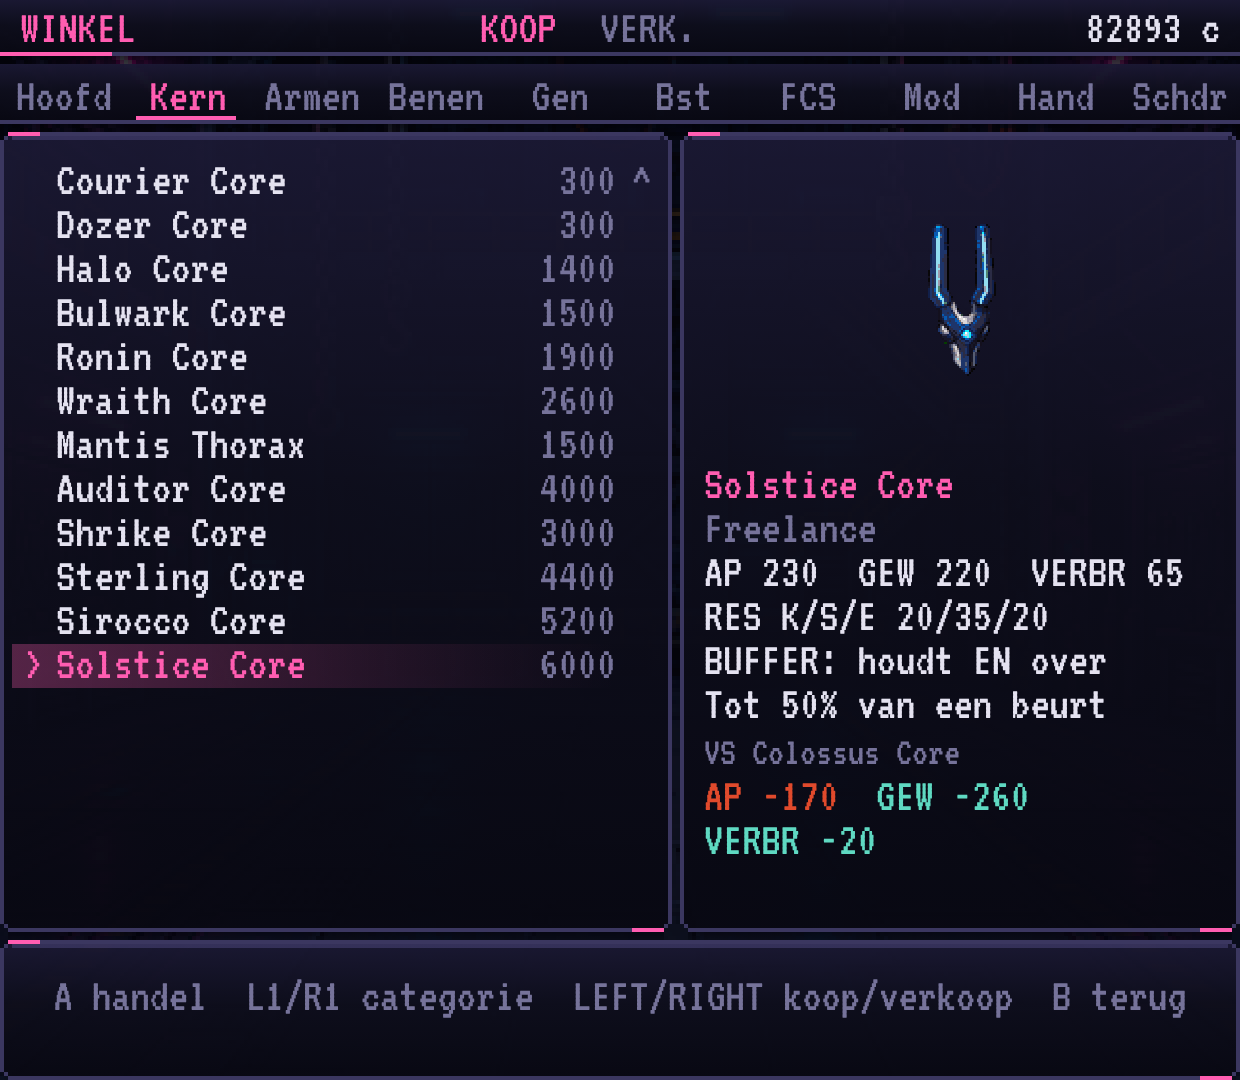 WINKEL KOOP VERK. 82893 c
Hoofd Kern Armen Benen Gen Bst FCS Mod Hand Schdr
Courier Core 300 ^
Dozer Core 300
Halo Core 1400
Bulwark Core 1500
Ronin Core 1900
Wraith Core 2600
Mantis Thorax 1500
Auditor Core 4000
Shrike Core 3000
Sterling Core 4400
Sirocco Core 5200
> Solstice Core 6000
Solstice Core
Freelance
AP 230 GEW 220 VERBR 65
RES K/S/E 20/35/20
BUFFER: houdt EN over
Tot 50% van een beurt
VS Colossus Core
AP -170 GEW -260
VERBR -20
A handel L1/R1 categorie LEFT/RIGHT koop/verkoop B terug